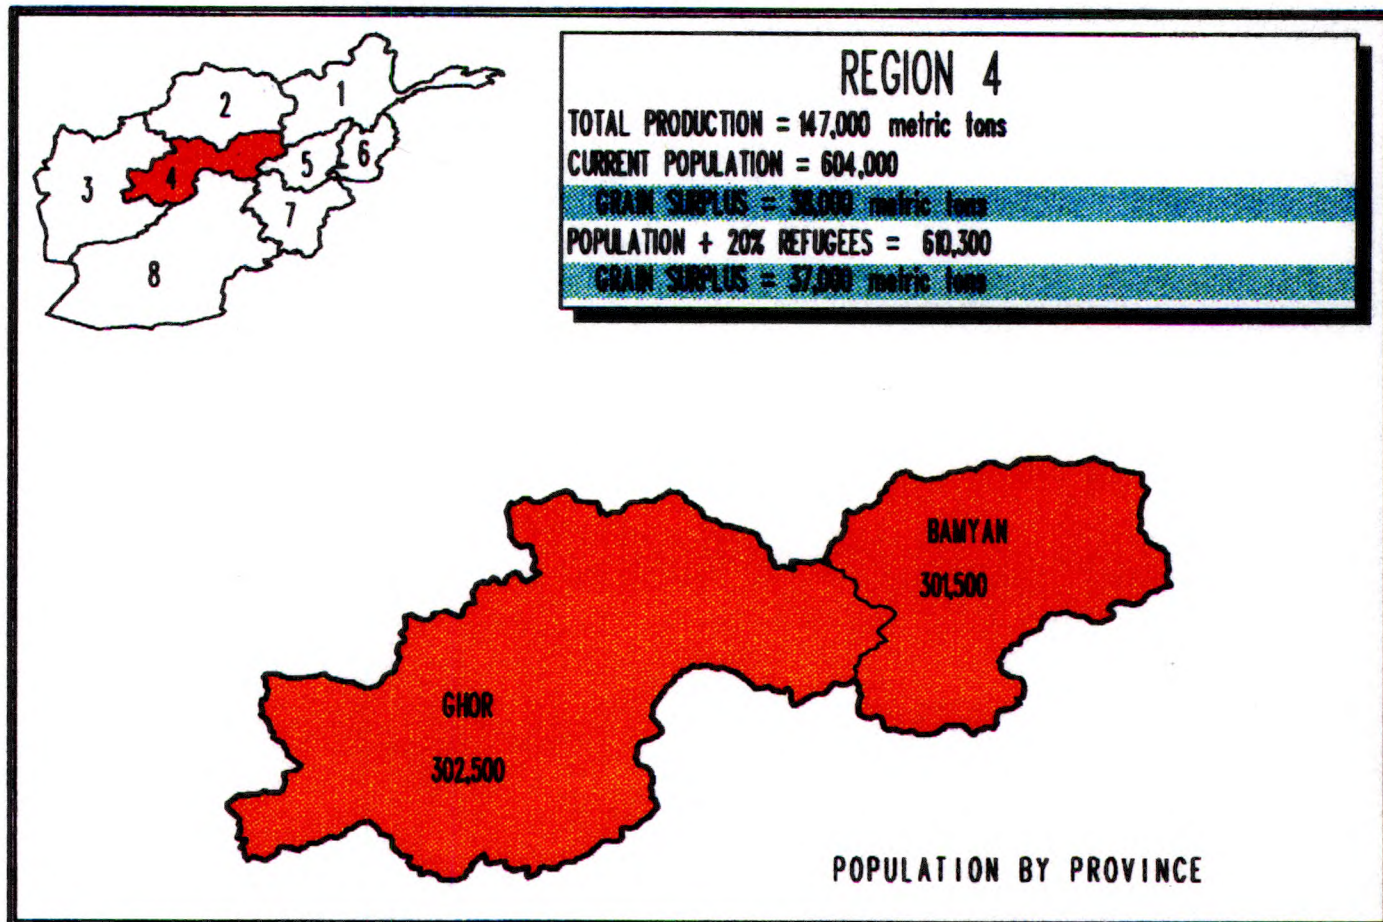 1
2
3
4
5
6
7
8
REGION 4
TOTAL PRODUCTION = 147,000 metric tons
CURRENT POPULATION = 604,000
GRAIN SURPLUS = 38,000 metric tons
POPULATION + 20% REFUGEES = 610,300
GRAIN SURPLUS = 37,000 metric tons
BAMYAN
301,500
GHOR
302,500
POPULATION BY PROVINCE